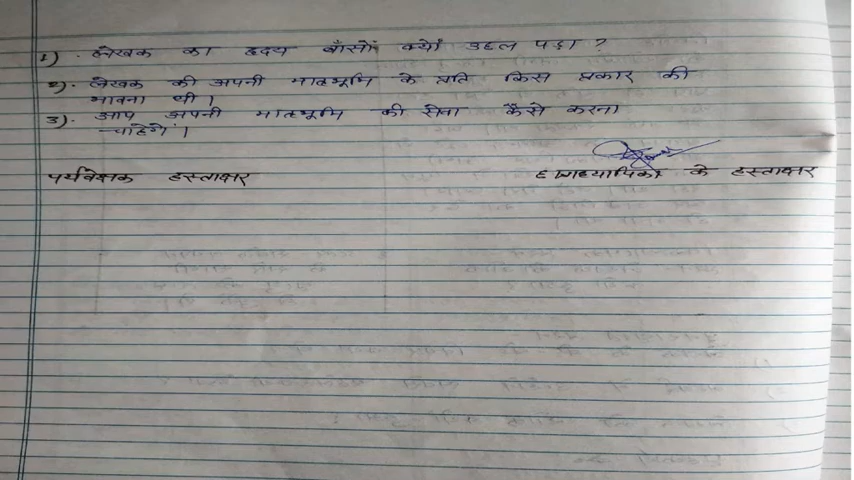 1). लेखक का हृदय बाँसों क्यों उछल पड़ा ?
2). लेखक की अपनी मातृभूमि के प्रति किस प्रकार की
भावना थी।
3). आप अपनी मातृभूमि की सेवा कैसे करना
चाहेगें।
पर्यवेक्षक हस्ताक्षर के हस्ताक्षर